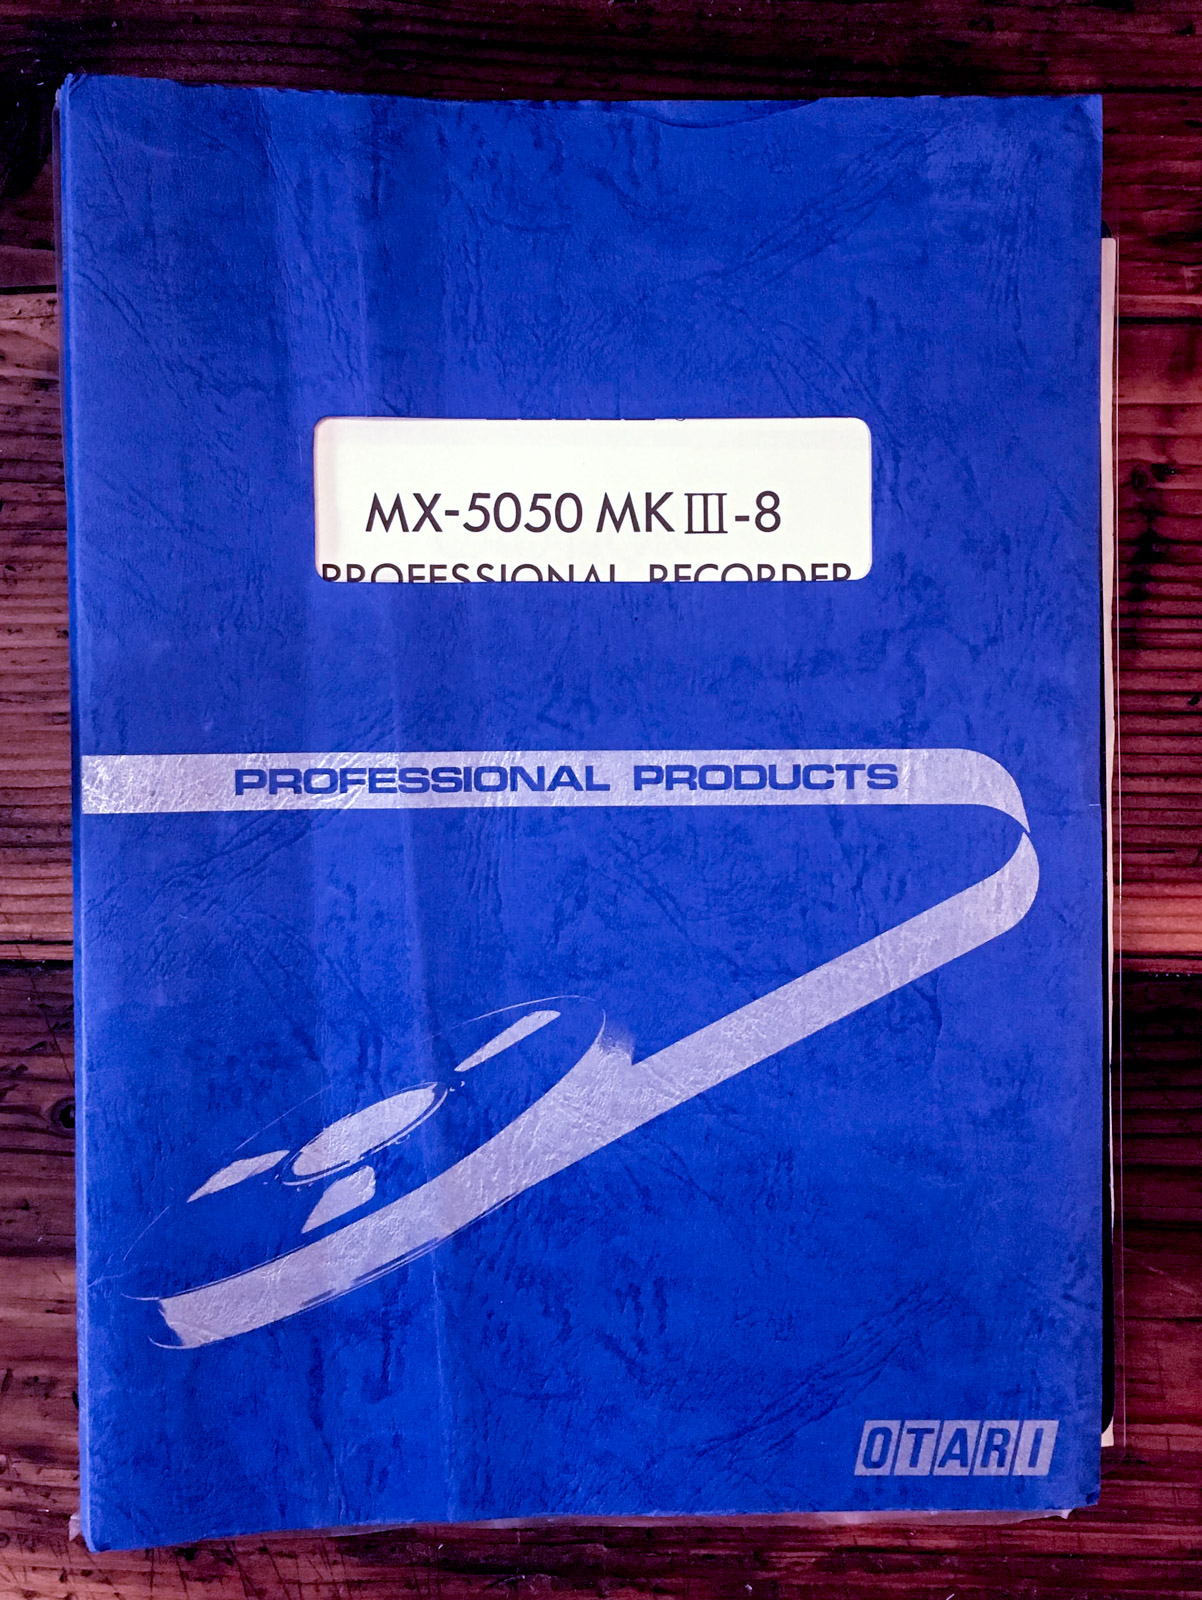 MX-5050 MKIII-8
PROFESSIONAL RECORDER
PROFESSIONAL PRODUCTS
OTARI